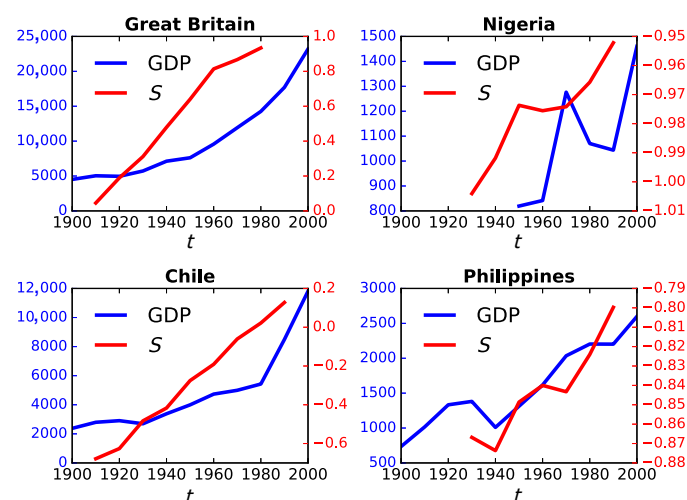 Great Britain
25,000
20,000
15,000
10,000
5000
0
1.0
0.8
0.6
0.4
0.2
0.0
GDP
S
1900 1920 1940 1960 1980 2000
t
Nigeria
1500
1400
1300
1200
1100
1000
900
800
−0.95
−0.96
−0.97
−0.98
−0.99
−1.00
−1.01
GDP
S
1900 1920 1940 1960 1980 2000
t
Chile
12,000
10,000
8000
6000
4000
2000
0
0.2
0.0
−0.2
−0.4
−0.6
GDP
S
1900 1920 1940 1960 1980 2000
t
Philippines
3000
2500
2000
1500
1000
500
−0.79
−0.80
−0.81
−0.82
−0.83
−0.84
−0.85
−0.86
−0.87
−0.88
GDP
S
1900 1920 1940 1960 1980 2000
t